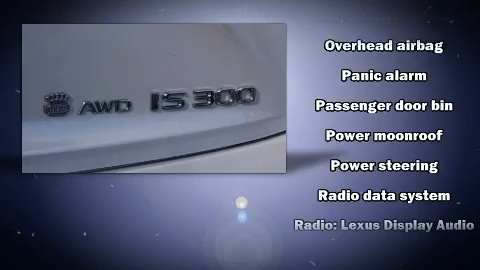 AWD IS 300
Overhead airbag
Panic alarm
Passenger door bin
Power moonroof
Power steering
Radio data system
Radio: Lexus Display Audio